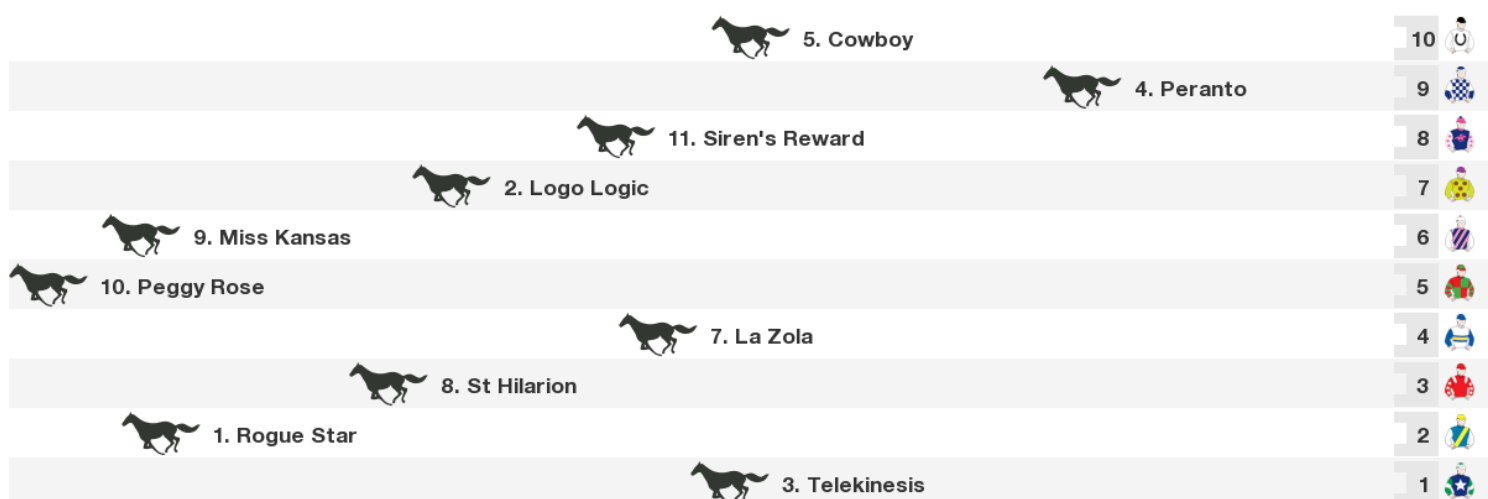 5. Cowboy 10
4. Peranto 9
11. Siren's Reward 8
2. Logo Logic 7
9. Miss Kansas 6
10. Peggy Rose 5
7. La Zola 4
8. St Hilarion 3
1. Rogue Star 2
3. Telekinesis 1